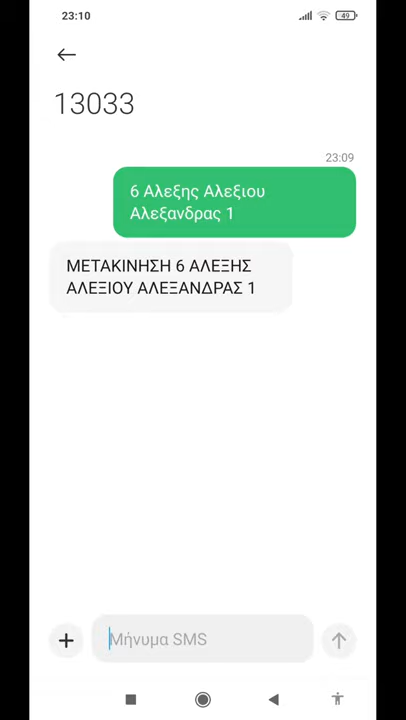 23:10
49
13033
23:09
6 Αλεξης Αλεξιου
Αλεξανδρας 1
ΜΕΤΑΚΙΝΗΣΗ 6 ΑΛΕΞΗΣ
ΑΛΕΞΙΟΥ ΑΛΕΞΑΝΔΡΑΣ 1
Μήνυμα SMS